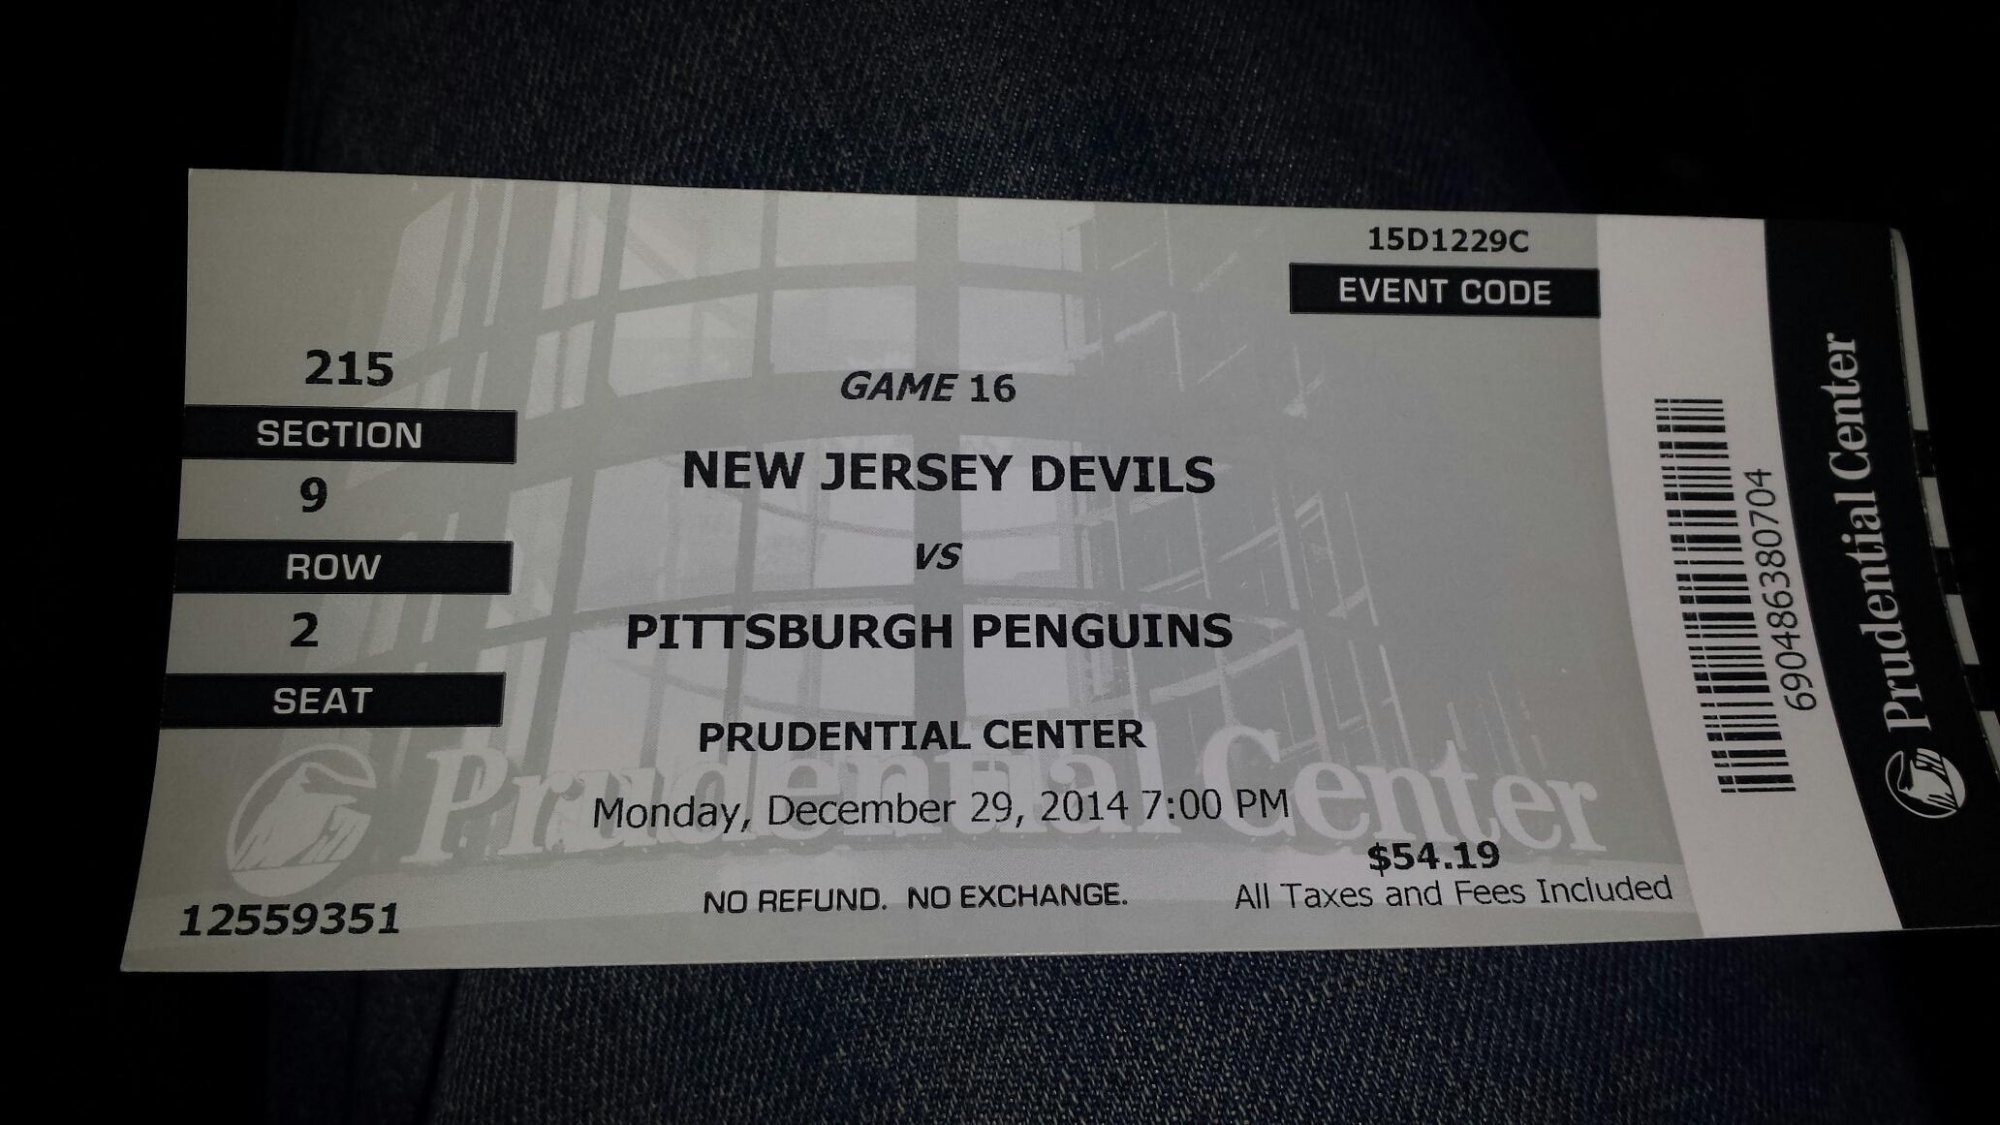 15D1229C
EVENT CODE
215
SECTION
9
ROW
2
SEAT
GAME 16
NEW JERSEY DEVILS
VS
PITTSBURGH PENGUINS
PRUDENTIAL CENTER
Monday, December 29, 2014 7:00 PM
Prudential Center
$54.19
All Taxes and Fees Included
NO REFUND. NO EXCHANGE.
12559351
690486380704
Prudential Center